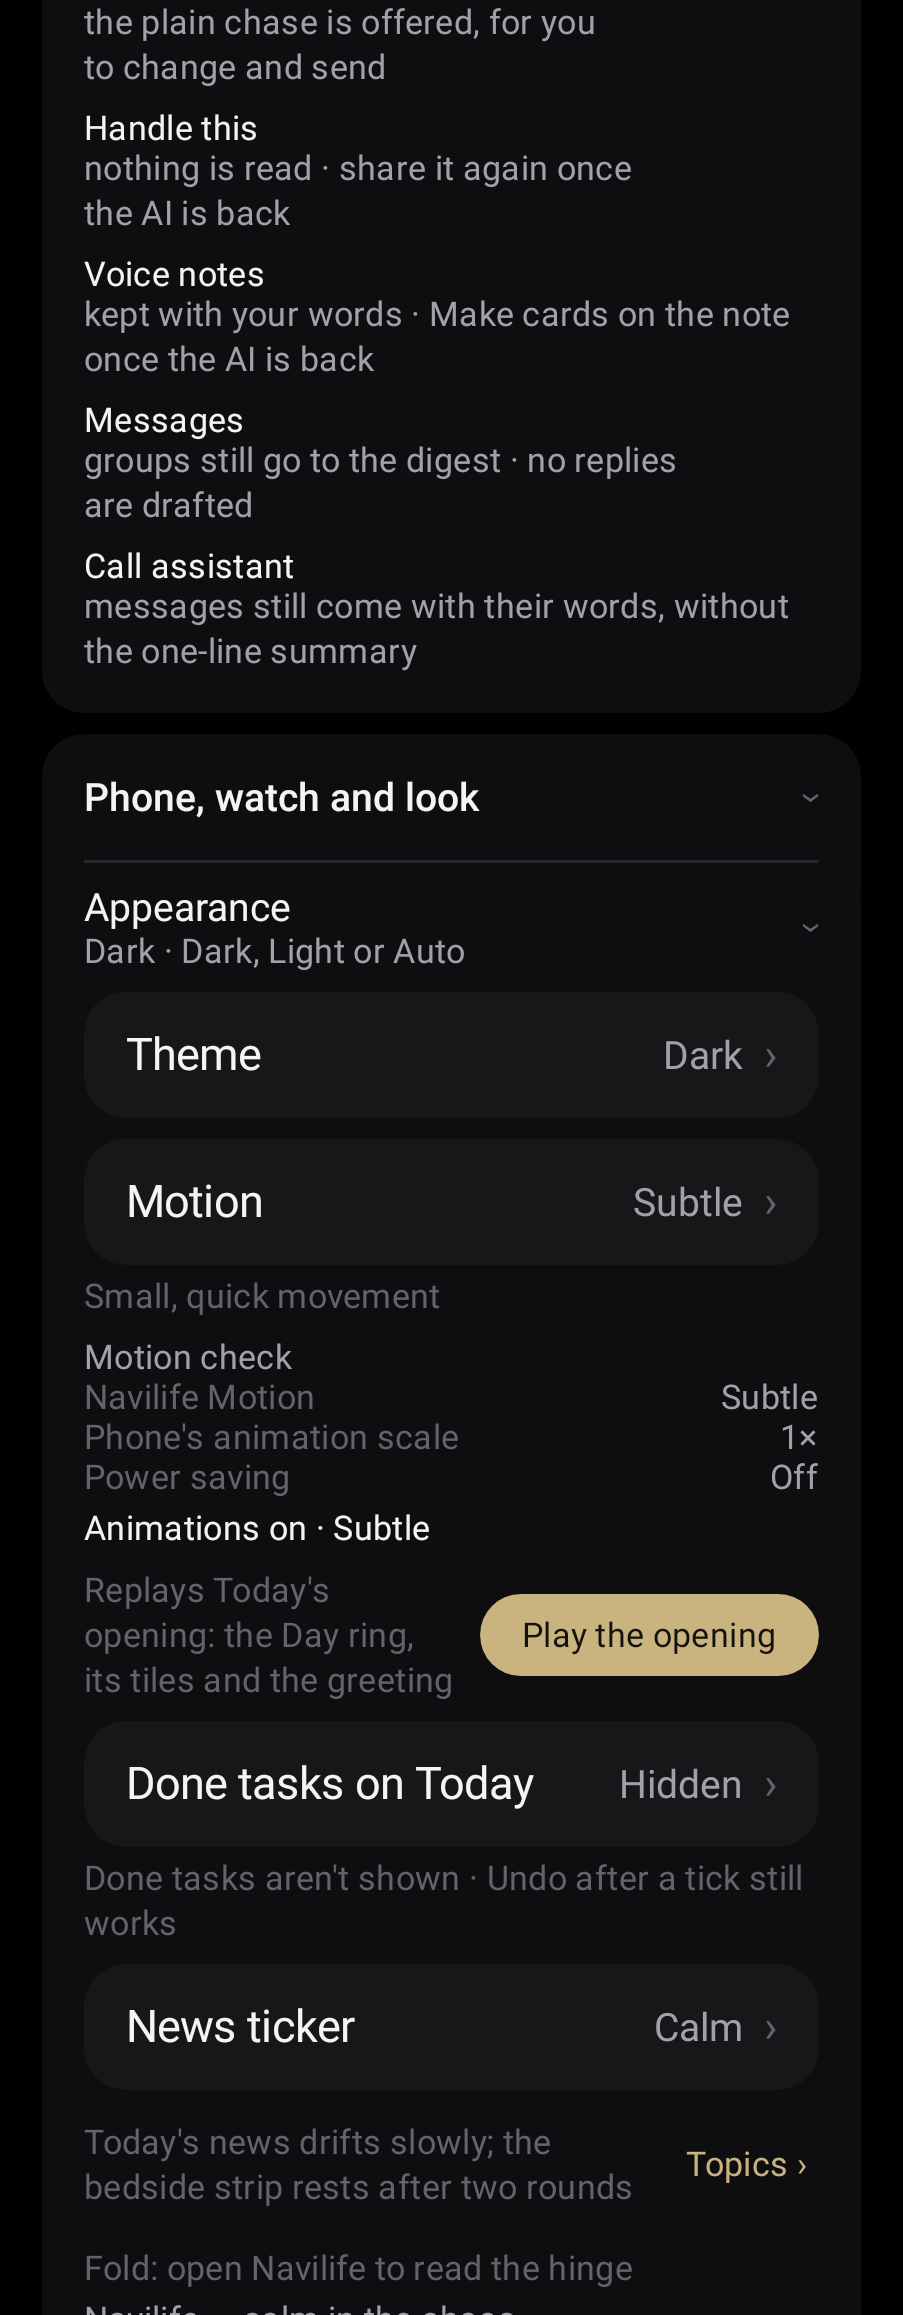 the plain chase is offered, for you
to change and send
Handle this
nothing is read · share it again once
the AI is back
Voice notes
kept with your words · Make cards on the note
once the AI is back
Messages
groups still go to the digest · no replies
are drafted
Call assistant
messages still come with their words, without
the one-line summary
Phone, watch and look
Appearance
Dark · Dark, Light or Auto
Theme Dark ›
Motion Subtle ›
Small, quick movement
Motion check
Navilife Motion Subtle
Phone's animation scale 1×
Power saving Off
Animations on · Subtle
Replays Today's
opening: the Day ring,
its tiles and the greeting
Play the opening
Done tasks on Today Hidden ›
Done tasks aren't shown · Undo after a tick still
works
News ticker Calm ›
Today's news drifts slowly; the
bedside strip rests after two rounds
Topics ›
Fold: open Navilife to read the hinge